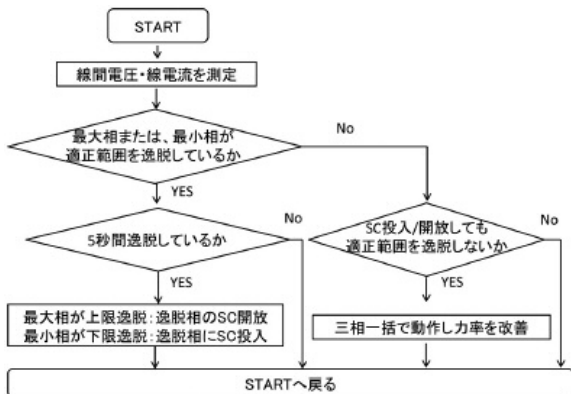 START
線間電圧・線電流を測定
最大相または、最小相が
適正範囲を逸脱しているか
No
YES
5秒間逸脱しているか
No
SC投入/開放しても
適正範囲を逸脱しないか
No
YES
YES
最大相が上限逸脱:逸脱相のSC開放
最小相が下限逸脱:逸脱相にSC投入
三相一括で動作し力率を改善
STARTへ戻る